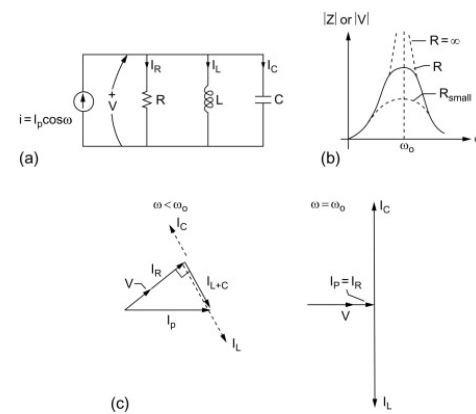 |Z| or |V|
I_R
I_L
I_C
+
V
R
L
C
i = I_p cosω
(a)
R = ∞
R
R_small
ω_o
(b)
ω < ω_o
I_C
V
I_R
I_L+C
I_p
I_L
ω = ω_o
I_C
I_P = I_R
V
I_L
(c)